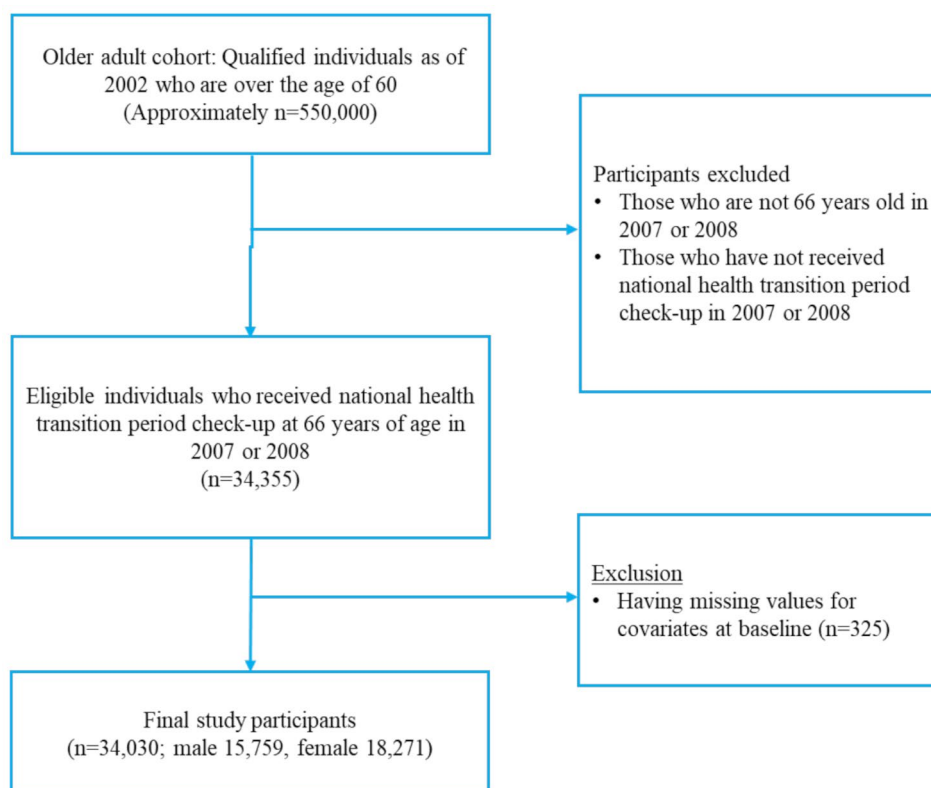 Older adult cohort: Qualified individuals as of
2002 who are over the age of 60
(Approximately n=550,000)
Participants excluded
• Those who are not 66 years old in
2007 or 2008
• Those who have not received
national health transition period
check-up in 2007 or 2008
Eligible individuals who received national health
transition period check-up at 66 years of age in
2007 or 2008
(n=34,355)
Exclusion
• Having missing values for
covariates at baseline (n=325)
Final study participants
(n=34,030; male 15,759, female 18,271)